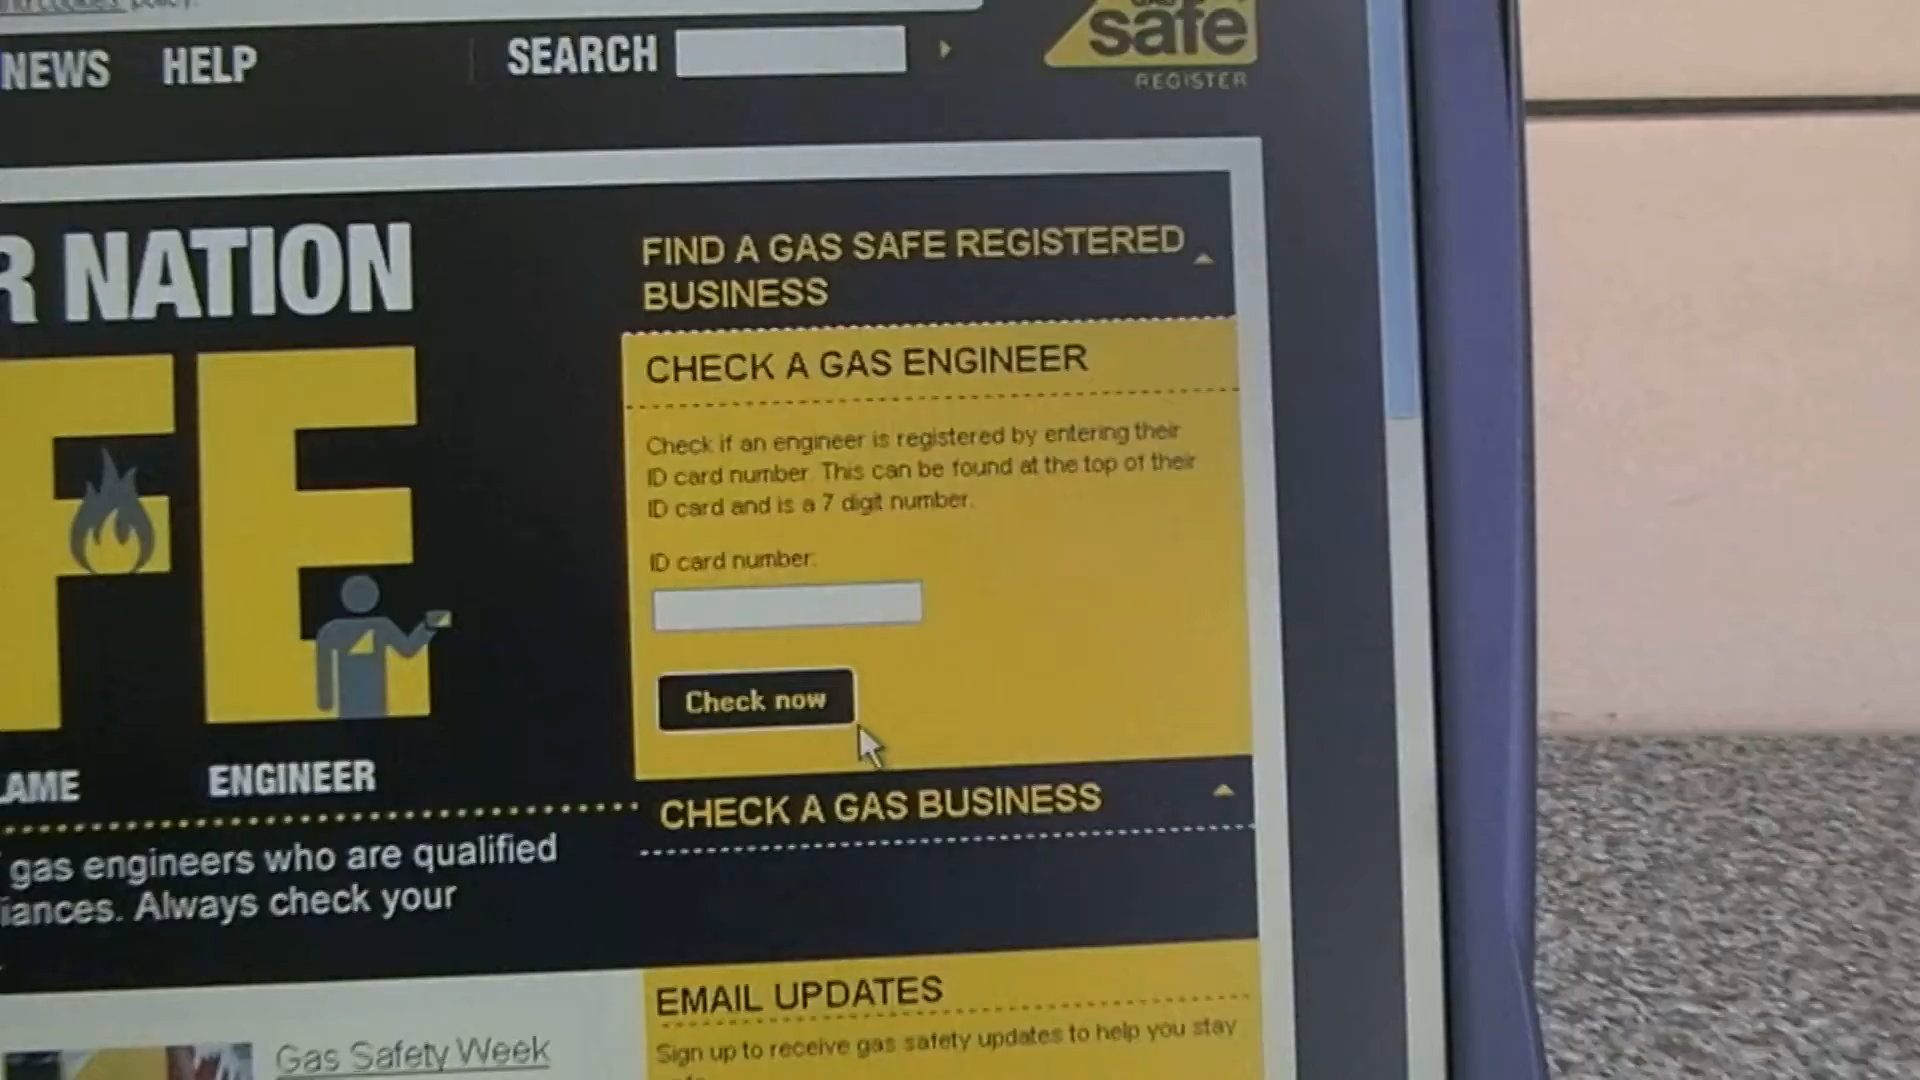 NEWS HELP SEARCH
safe
REGISTER
R NATION
FE
LAME ENGINEER
gas engineers who are qualified
iances. Always check your
Gas Safety Week
FIND A GAS SAFE REGISTERED
BUSINESS
CHECK A GAS ENGINEER
Check if an engineer is registered by entering their
ID card number. This can be found at the top of their
ID card and is a 7 digit number.
ID card number:
Check now
CHECK A GAS BUSINESS
EMAIL UPDATES
Sign up to receive gas safety updates to help you stay